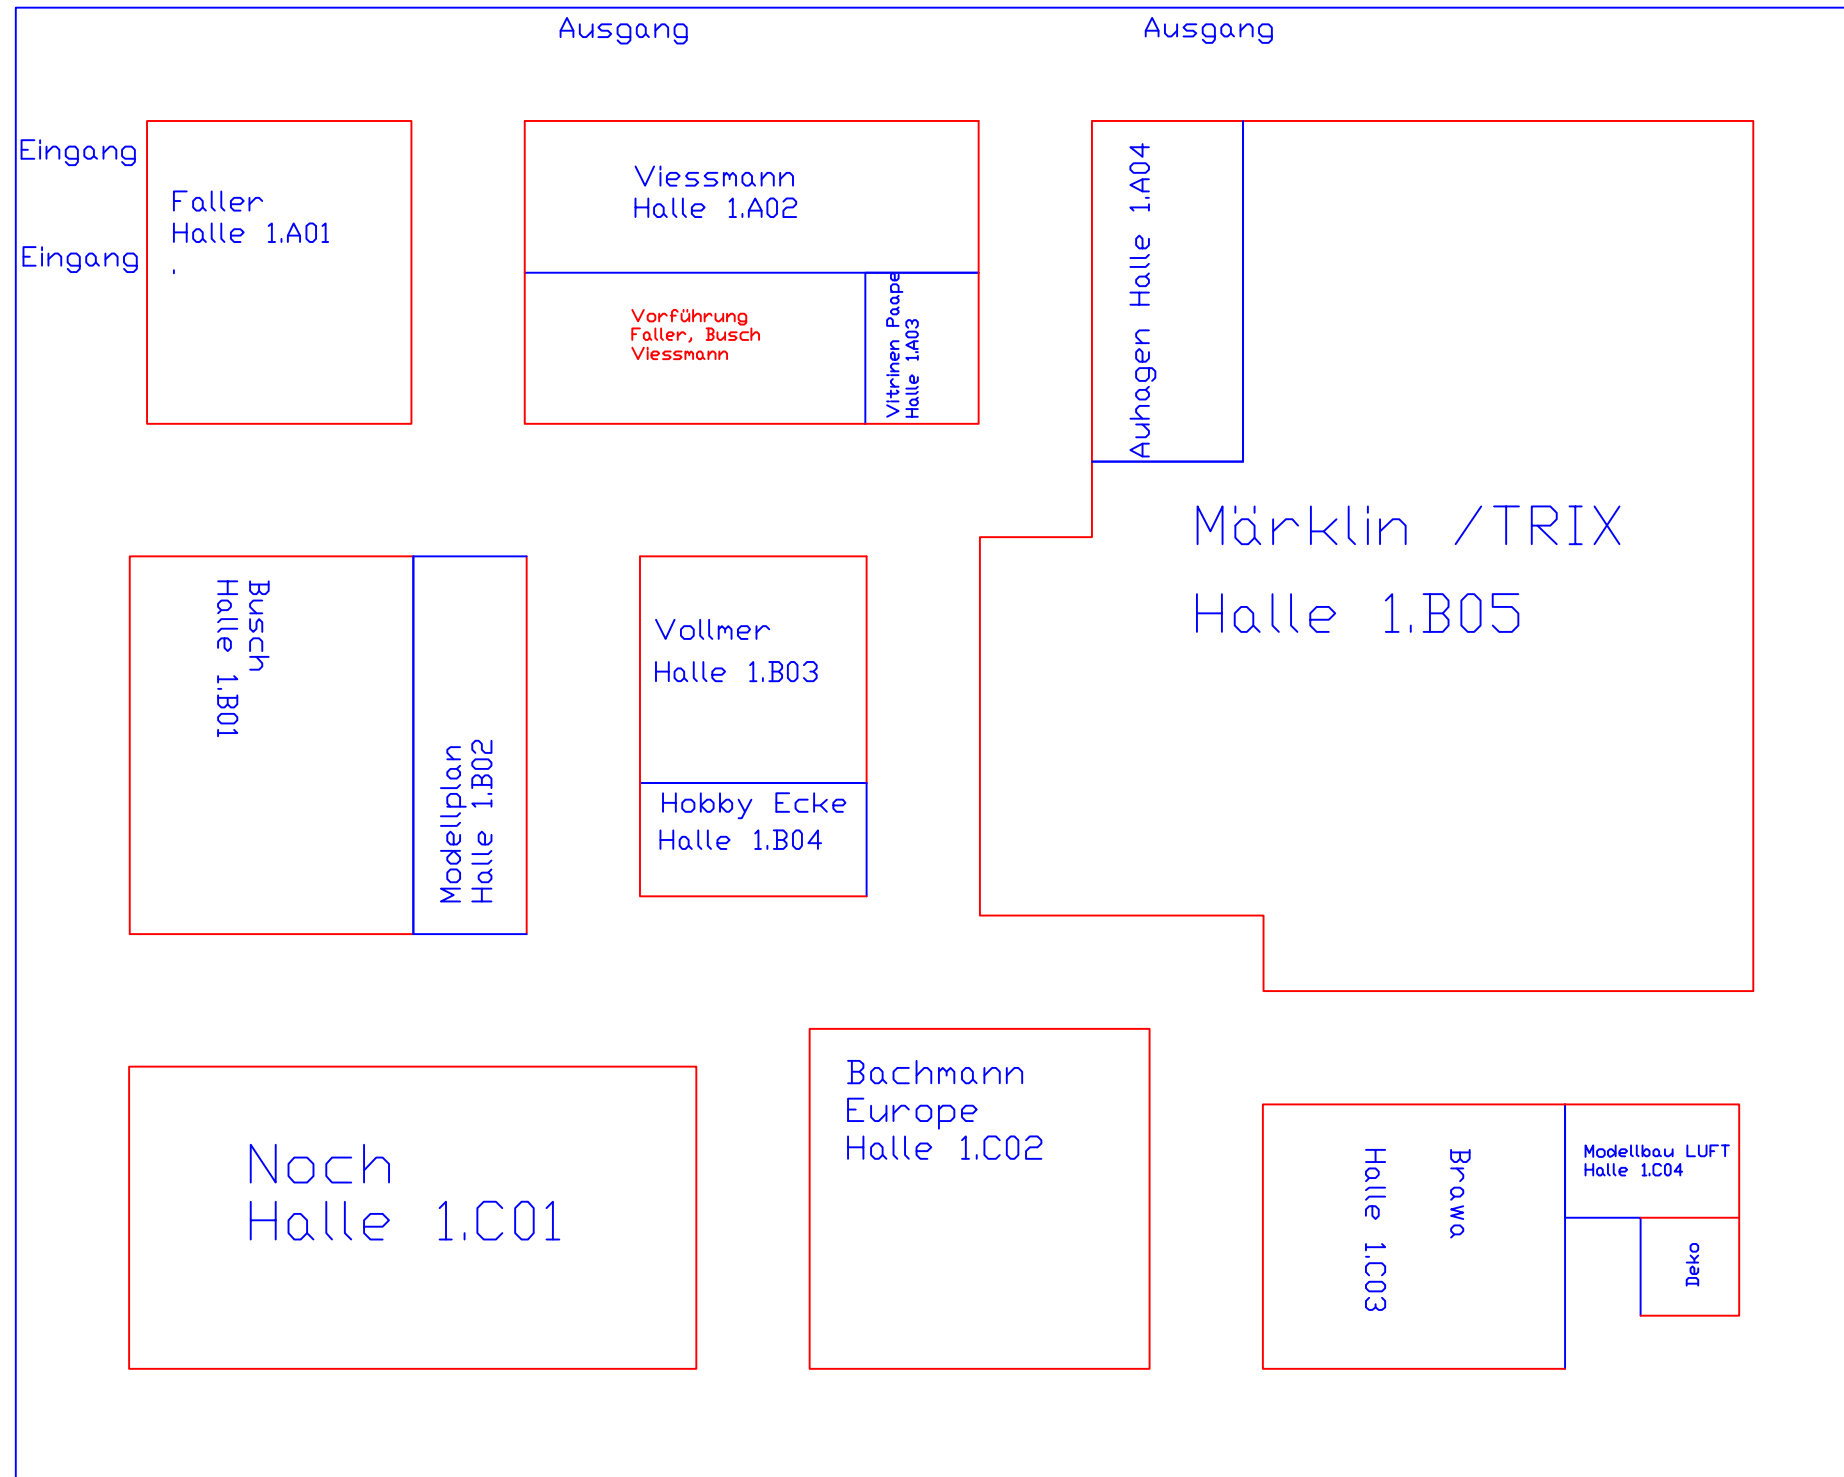 Ausgang
Ausgang
Eingang
Eingang
Faller
Halle 1.A01
.
Viessmann
Halle 1.A02
Vorführung
Faller, Busch
Viessmann
Vitrinen Paape
Halle 1.A03
Auhagen Halle 1.A04
Märklin /TRIX
Halle 1.B05
Busch
Halle 1.B01
Modellplan
Halle 1.B02
Vollmer
Halle 1.B03
Hobby Ecke
Halle 1.B04
Noch
Halle 1.C01
Bachmann
Europe
Halle 1.C02
Brawa
Halle 1.C03
Modellbau LUFT
Halle 1.C04
Deko